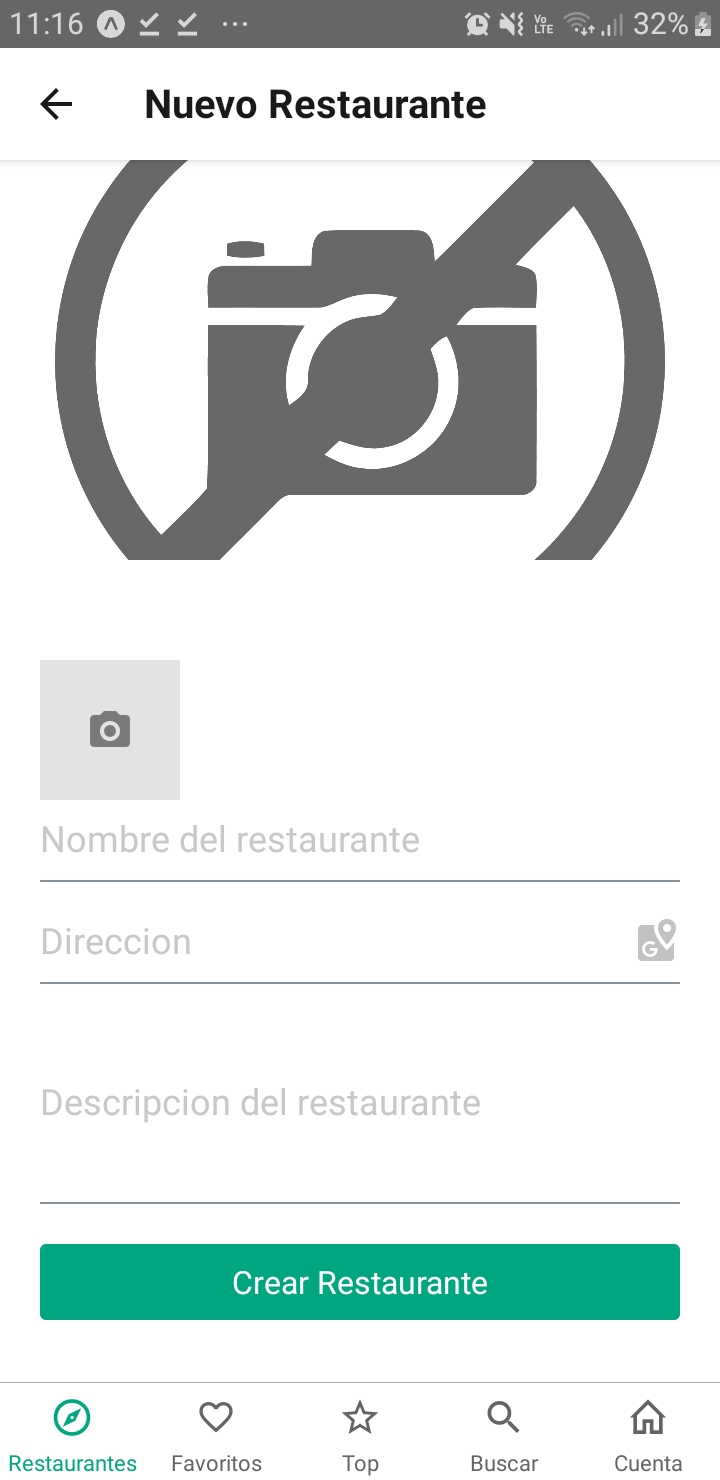 11:16 ... Vo LTE 32%
Nuevo Restaurante
Nombre del restaurante
Direccion
G
Descripcion del restaurante
Crear Restaurante
Restaurantes Favoritos Top Buscar Cuenta